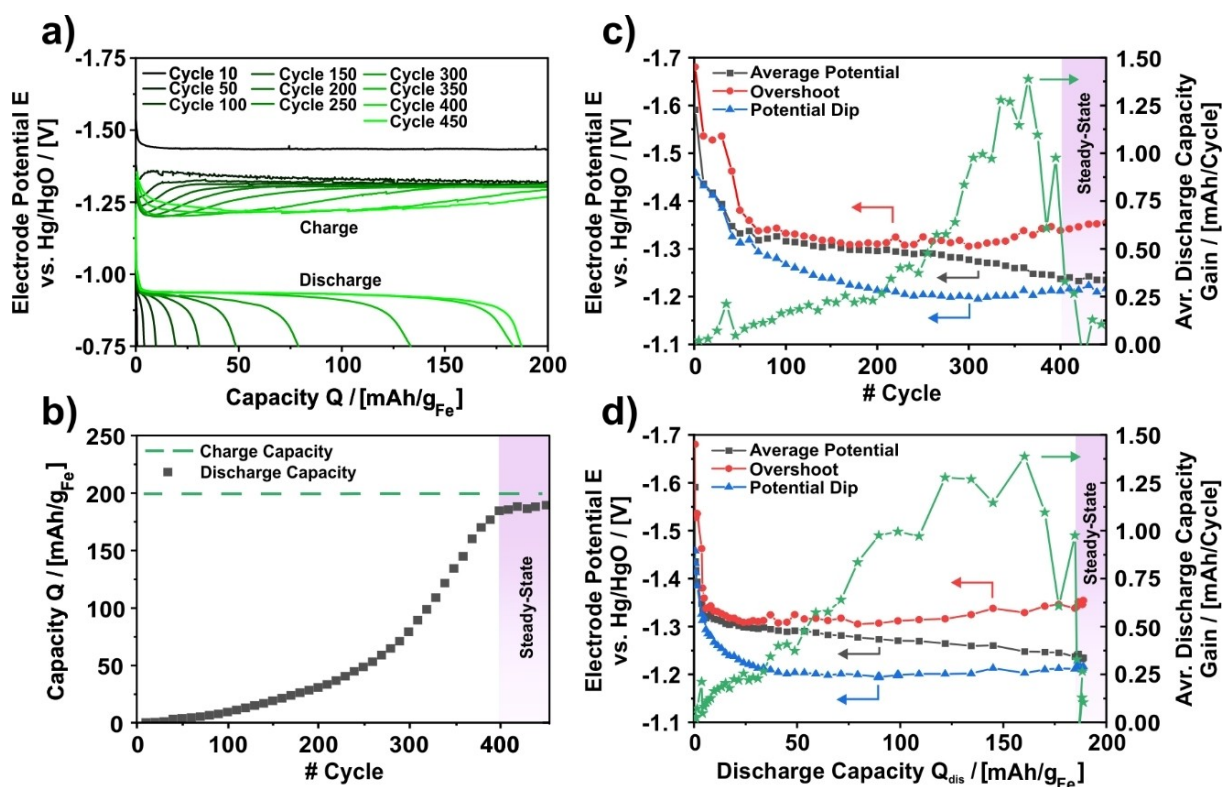 a)
Electrode Potential E
vs. Hg/HgO / [V]
-1.75
-1.50
-1.25
-1.00
-0.75
Cycle 10
Cycle 50
Cycle 100
Cycle 150
Cycle 200
Cycle 250
Cycle 300
Cycle 350
Cycle 400
Cycle 450
Charge
Discharge
0
50
100
150
200
Capacity Q / [mAh/gFe]
b)
Capacity Q / [mAh/gFe]
250
200
150
100
50
0
Charge Capacity
Discharge Capacity
Steady-State
0
100
200
300
400
# Cycle
c)
Electrode Potential E
vs. Hg/HgO / [V]
-1.7
-1.6
-1.5
-1.4
-1.3
-1.2
-1.1
Average Potential
Overshoot
Potential Dip
Steady-State
1.50
1.25
1.00
0.75
0.50
0.25
0.00
Avr. Discharge Capacity
Gain / [mAh/Cycle]
0
100
200
300
400
# Cycle
d)
Electrode Potential E
vs. Hg/HgO / [V]
-1.7
-1.6
-1.5
-1.4
-1.3
-1.2
-1.1
Average Potential
Overshoot
Potential Dip
Steady-State
1.50
1.25
1.00
0.75
0.50
0.25
0.00
Avr. Discharge Capacity
Gain / [mAh/Cycle]
0
50
100
150
200
Discharge Capacity Qdis / [mAh/gFe]